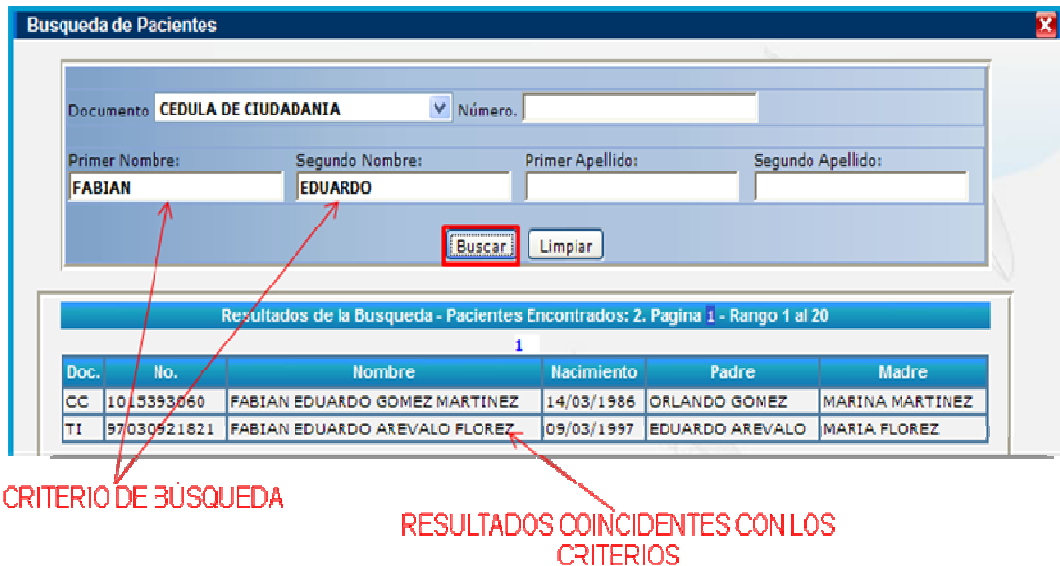 Busqueda de Pacientes
Documento CEDULA DE CIUDADANIA Número.
Primer Nombre: Segundo Nombre: Primer Apellido: Segundo Apellido:
FABIAN EDUARDO
Buscar Limpiar
Resultados de la Busqueda - Pacientes Encontrados: 2. Pagina 1 - Rango 1 al 20
1
Doc. No. Nombre Nacimiento Padre Madre
CC 1015393060 FABIAN EDUARDO GOMEZ MARTINEZ 14/03/1986 ORLANDO GOMEZ MARINA MARTINEZ
TI 97030921821 FABIAN EDUARDO AREVALO FLOREZ 09/03/1997 EDUARDO AREVALO MARIA FLOREZ
CRITERIO DE BÚSQUEDA
RESULTADOS COINCIDENTES CON LOS
CRITERIOS